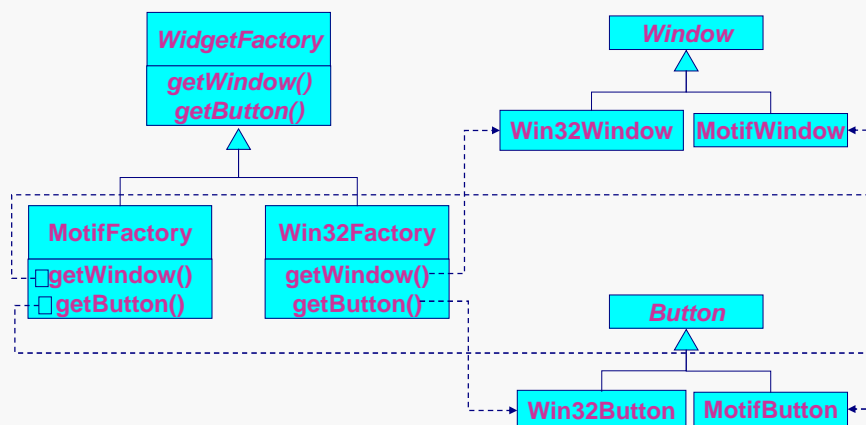 WidgetFactory
getWindow()
getButton()
Window
Win32Window
MotifWindow
MotifFactory
getWindow()
getButton()
Win32Factory
getWindow()
getButton()
Button
Win32Button
MotifButton